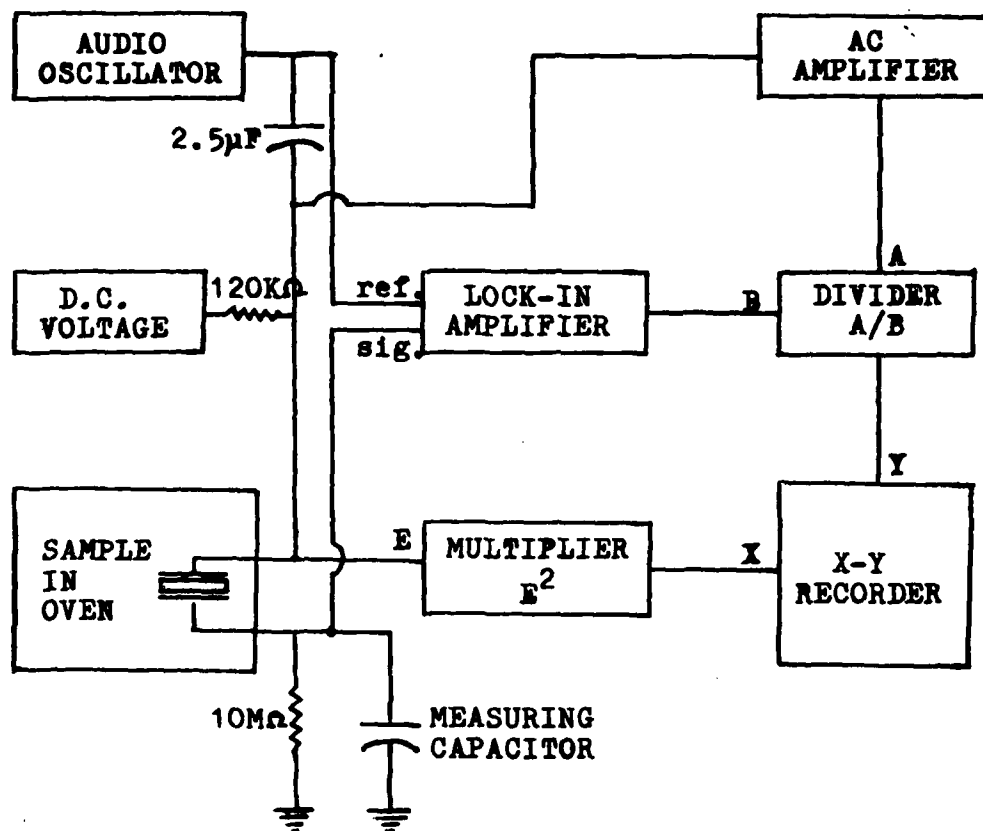 AUDIO
OSCILLATOR
AC
AMPLIFIER
2.5µF
A
D.C.
VOLTAGE
120KΩ
ref.
sig.
LOCK-IN
AMPLIFIER
B
DIVIDER
A/B
Y
SAMPLE
IN
OVEN
E
MULTIPLIER
E²
X
X-Y
RECORDER
10MΩ
MEASURING
CAPACITOR